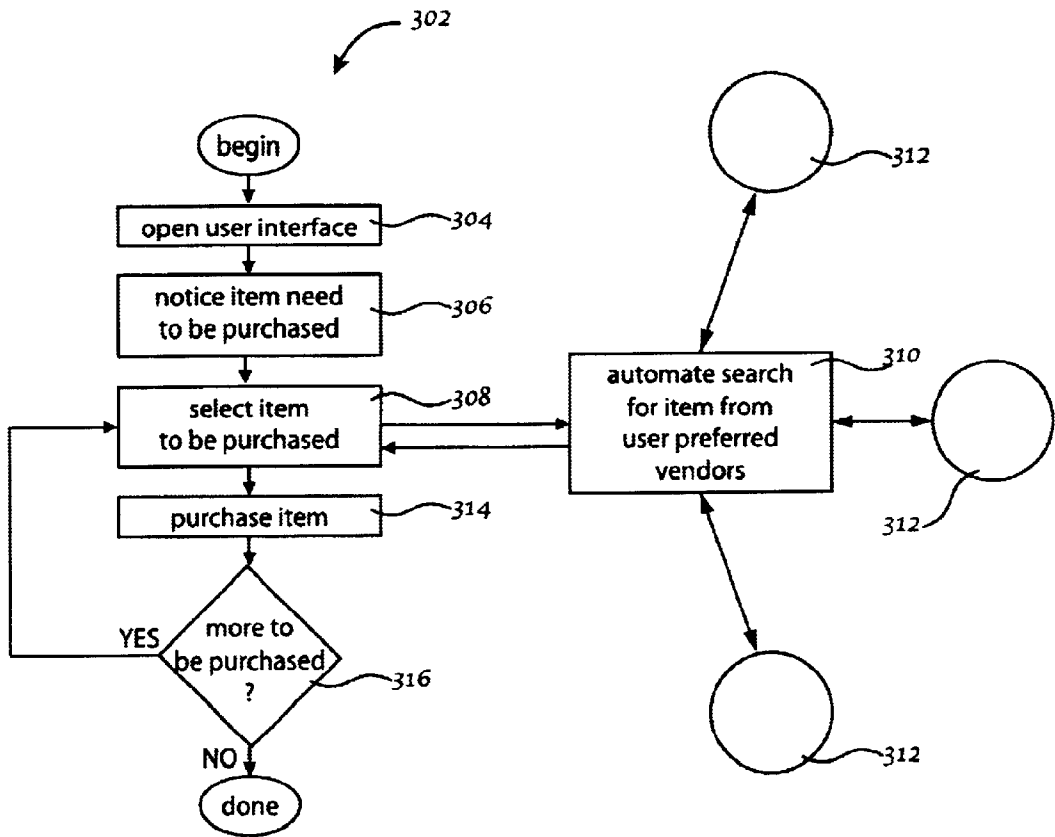 302
begin
open user interface
304
notice item need
to be purchased
306
select item
to be purchased
308
purchase item
314
YES
more to
be purchased
?
316
NO
done
automate search
for item from
user preferred
vendors
310
312
312
312